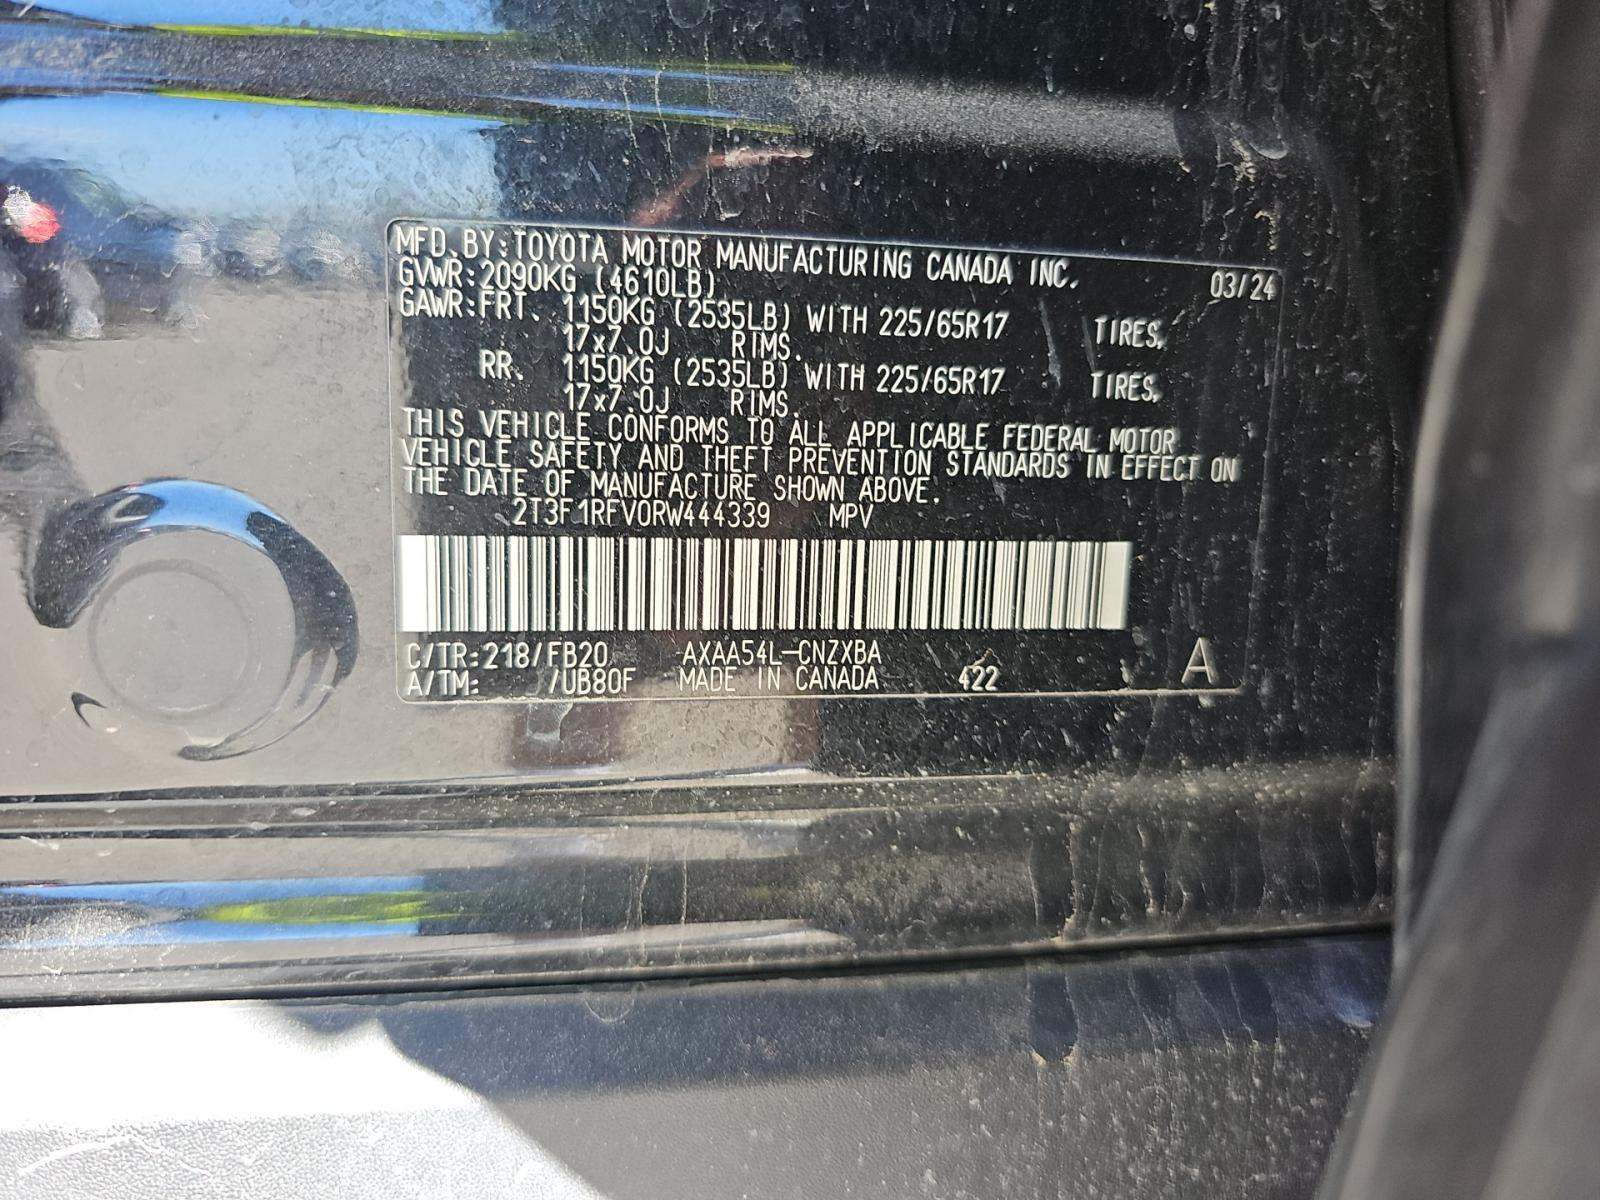 MFD. BY: TOYOTA MOTOR MANUFACTURING CANADA INC. 03/24
GVWR: 2090KG (4610LB)
GAWR: FRT. 1150KG (2535LB) WITH 225/65R17 TIRES,
17x7.0J RIMS.
RR. 1150KG (2535LB) WITH 225/65R17 TIRES,
17x7.0J RIMS.
THIS VEHICLE CONFORMS TO ALL APPLICABLE FEDERAL MOTOR
VEHICLE SAFETY AND THEFT PREVENTION STANDARDS IN EFFECT ON
THE DATE OF MANUFACTURE SHOWN ABOVE.
2T3F1RFV0RW444339 MPV
C/TR: 218/FB20 AXAA54L-CNZXBA A
A/TM: /UB80F MADE IN CANADA 422